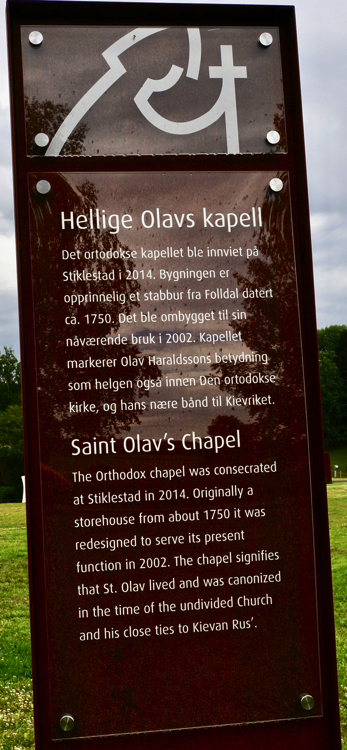 Hellige Olavs kapell
Det ortodokse kapellet ble innviet på
Stiklestad i 2014. Bygningen er
opprinnelig et stabbur fra Folldal datert
ca. 1750. Det ble ombygget til sin
nåværende bruk i 2002. Kapellet
markerer Olav Haraldssons betydning
som helgen også innen Den ortodokse
kirke, og hans nære bånd til Kievriket.
Saint Olav's Chapel
The Orthodox chapel was consecrated
at Stiklestad in 2014. Originally a
storehouse from about 1750 it was
redesigned to serve its present
function in 2002. The chapel signifies
that St. Olav lived and was canonized
in the time of the undivided Church
and his close ties to Kievan Rus'.